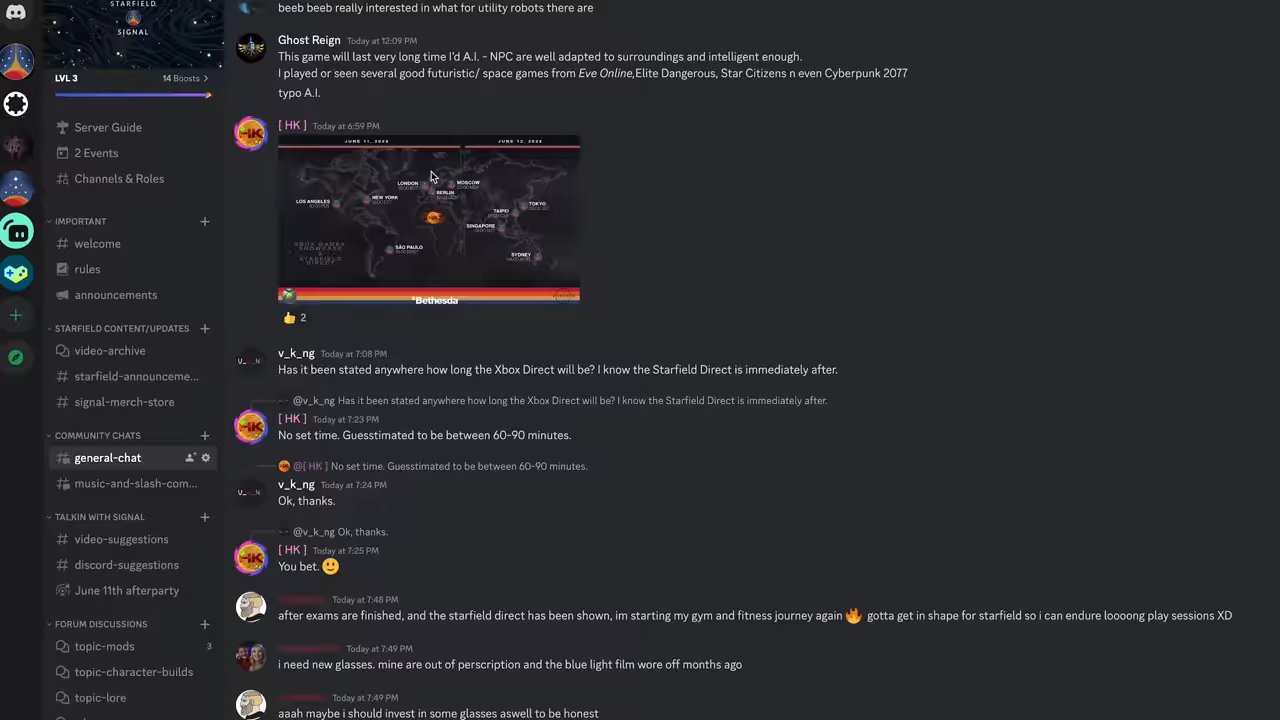 STARFIELD
SIGNAL
LVL 3
14 Boosts
Server Guide
2 Events
Channels & Roles
IMPORTANT
welcome
rules
announcements
STARFIELD CONTENT/UPDATES
video-archive
starfield-announceme...
signal-merch-store
COMMUNITY CHATS
general-chat
music-and-slash-com...
TALKIN WITH SIGNAL
video-suggestions
discord-suggestions
June 11th afterparty
FORUM DISCUSSIONS
topic-mods 3
topic-character-builds
topic-lore
beeb beeb really interested in what for utility robots there are
Ghost Reign Today at 12:09 PM
This game will last very long time I'd A.I. - NPC are well adapted to surroundings and intelligent enough.
I played or seen several good futuristic/ space games from Eve Online,Elite Dangerous, Star Citizens n even Cyberpunk 2077
typo A.I.
[ HK ] Today at 6:59 PM
LONDON
MOSCOW
BERLIN
LOS ANGELES
NEW YORK
TAIPEI
TOKYO
SINGAPORE
SÃO PAULO
SYDNEY
XBOX GAMES
SHOWCASE
STARFIELD
DIRECT
Bethesda
👍 2
v_k_ng Today at 7:08 PM
Has it been stated anywhere how long the Xbox Direct will be? I know the Starfield Direct is immediately after.
@v_k_ng Has it been stated anywhere how long the Xbox Direct will be? I know the Starfield Direct is immediately after.
[ HK ] Today at 7:23 PM
No set time. Guesstimated to be between 60-90 minutes.
@[ HK ] No set time. Guesstimated to be between 60-90 minutes.
v_k_ng Today at 7:24 PM
Ok, thanks.
@v_k_ng Ok, thanks.
[ HK ] Today at 7:25 PM
You bet. 🙂
Today at 7:48 PM
after exams are finished, and the starfield direct has been shown, im starting my gym and fitness journey again 🔥 gotta get in shape for starfield so i can endure loooong play sessions XD
Today at 7:49 PM
i need new glasses. mine are out of perscription and the blue light film wore off months ago
Today at 7:49 PM
aaah maybe i should invest in some glasses aswell to be honest